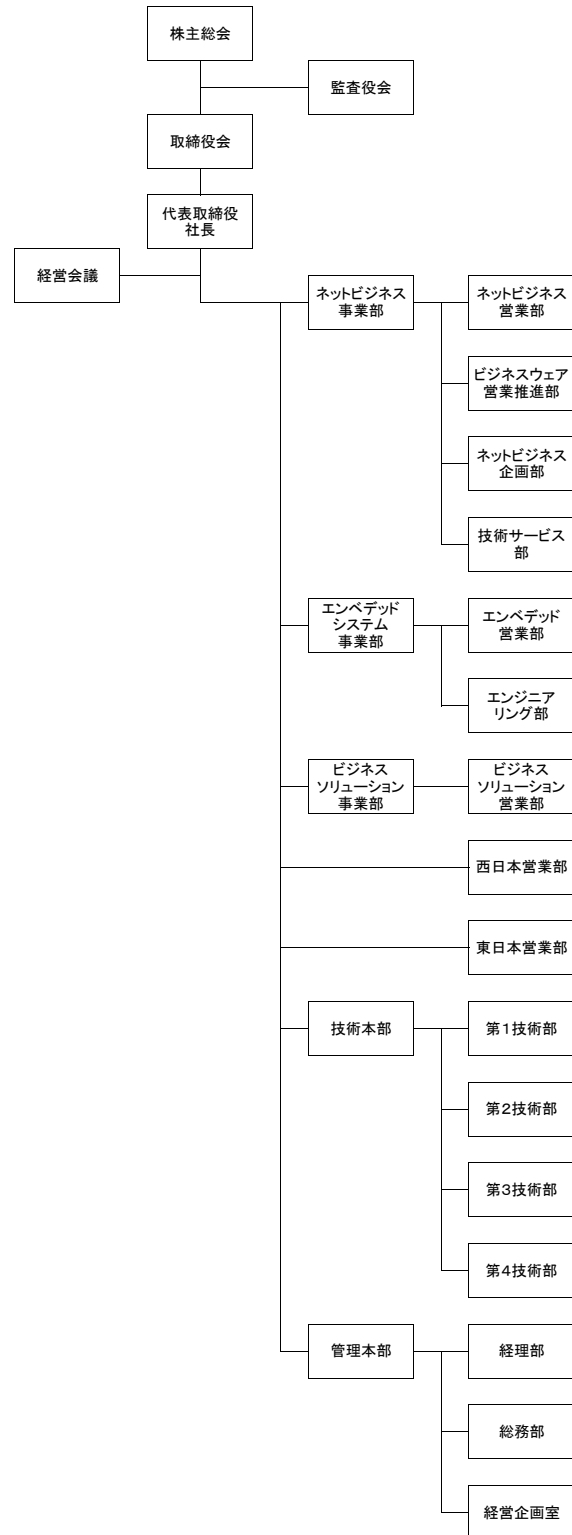 株主総会
監査役会
取締役会
代表取締役
社長
経営会議
ネットビジネス
事業部
ネットビジネス
営業部
ビジネスウェア
営業推進部
ネットビジネス
企画部
技術サービス
部
エンベデッド
システム
事業部
エンベデッド
営業部
エンジニア
リング部
ビジネス
ソリューション
事業部
ビジネス
ソリューション
営業部
西日本営業部
東日本営業部
技術本部
第1技術部
第2技術部
第3技術部
第4技術部
管理本部
経理部
総務部
経営企画室